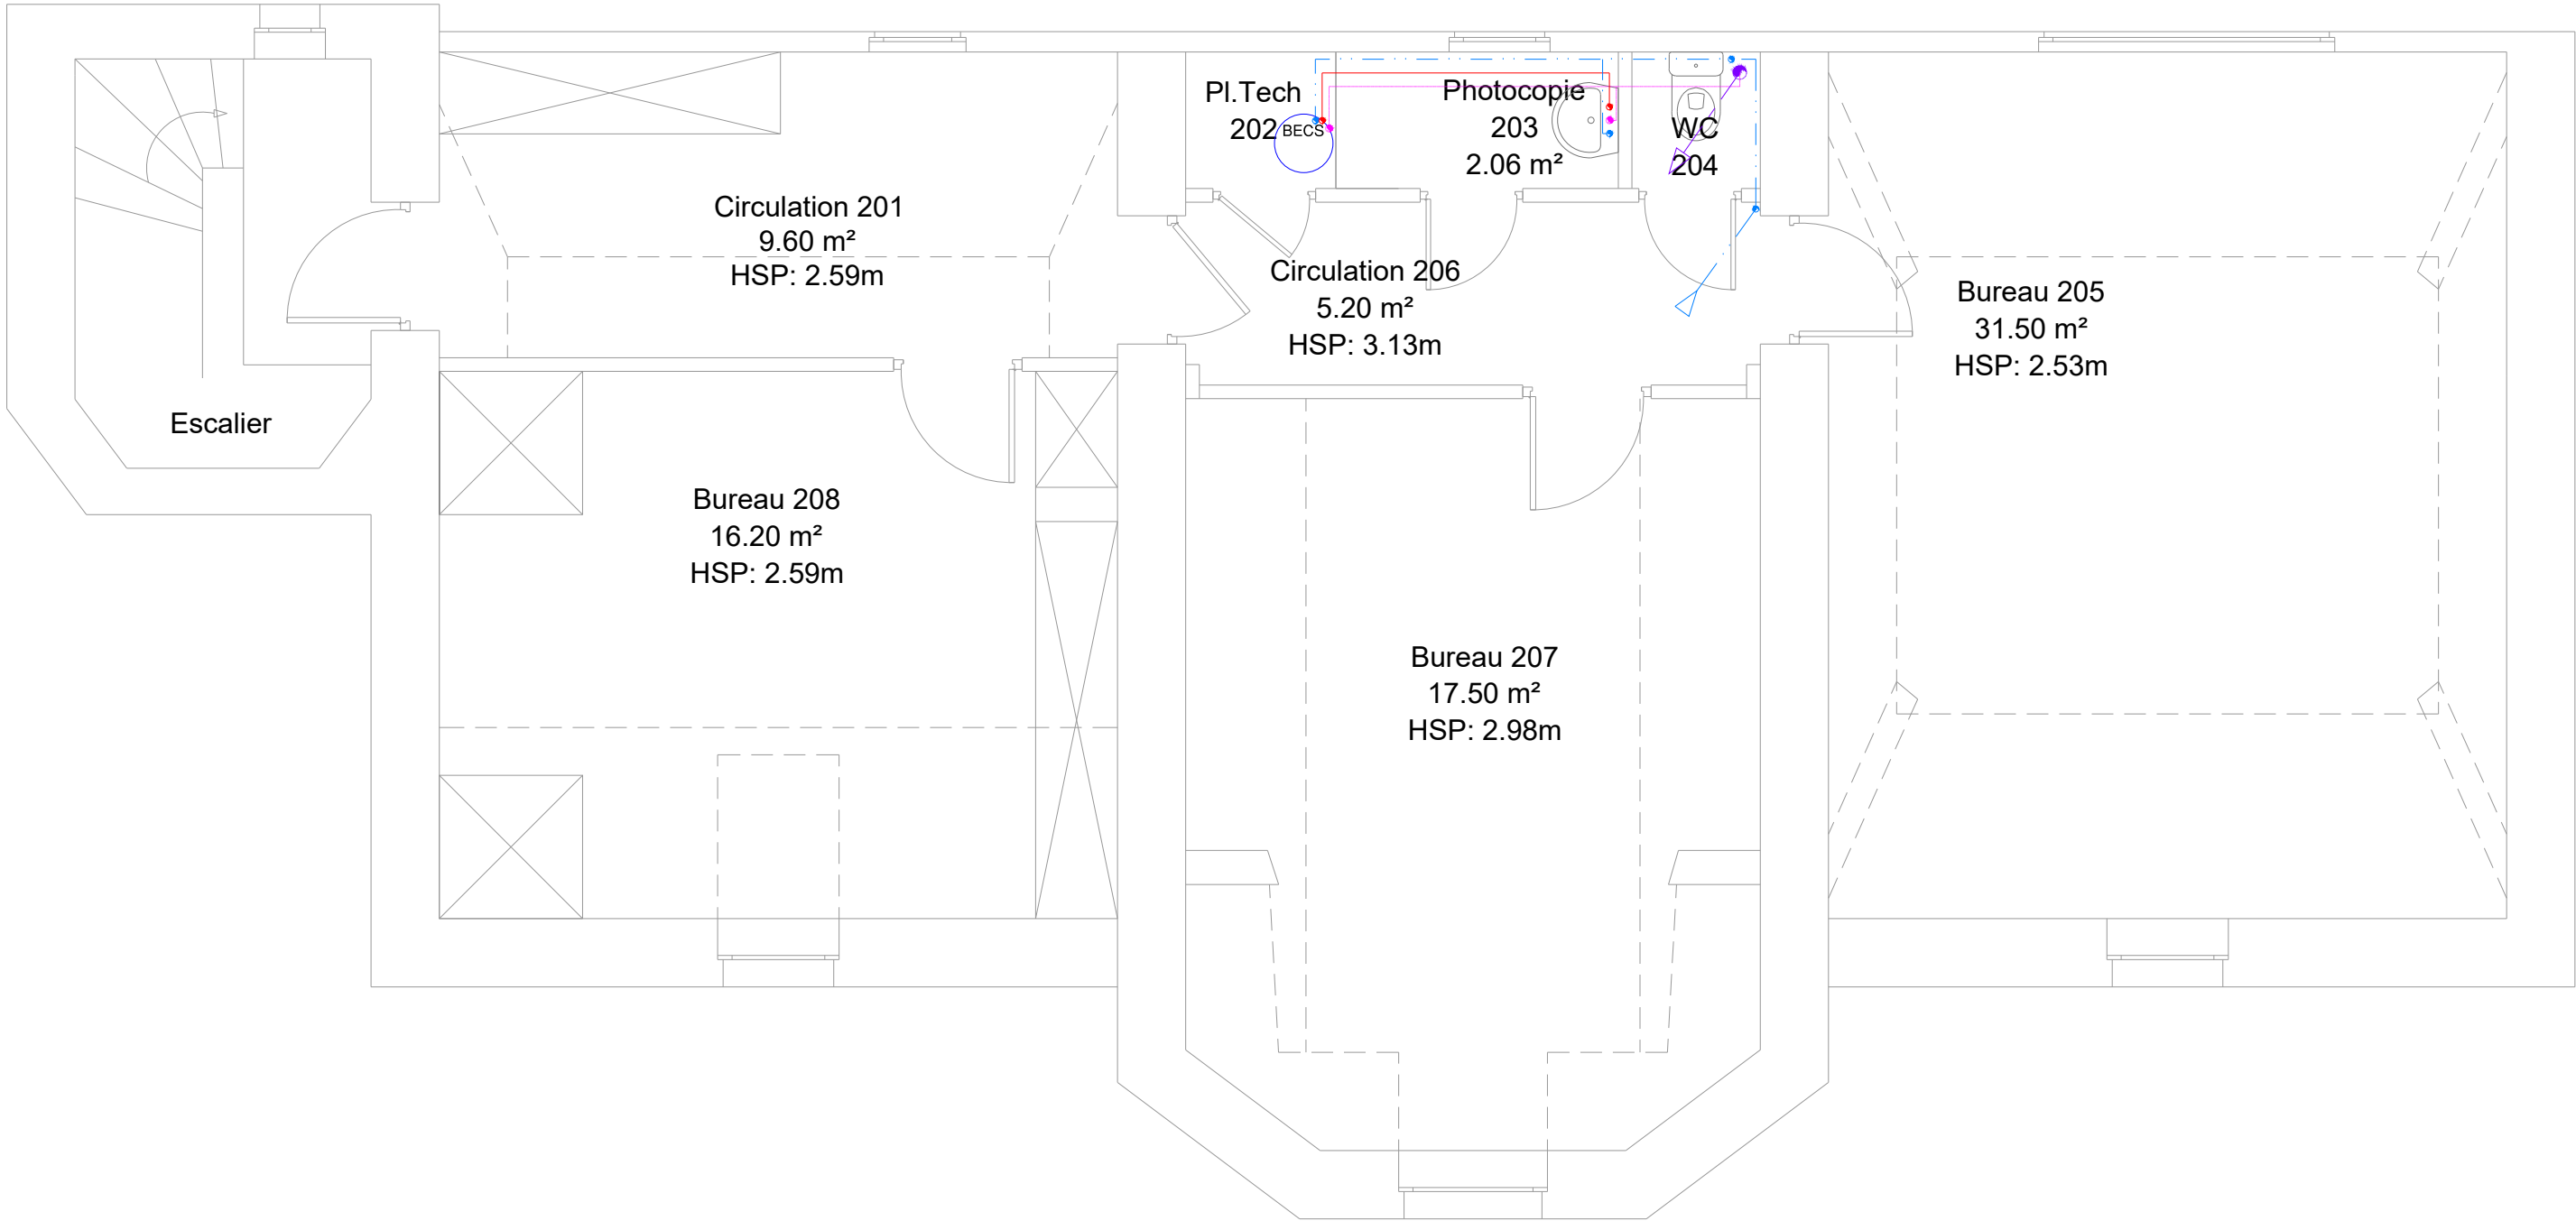 Pl.Tech
202
BECS
Photocopie
203
2.06 m²
WC
204
Circulation 201
9.60 m²
HSP: 2.59m
Circulation 206
5.20 m²
HSP: 3.13m
Bureau 205
31.50 m²
HSP: 2.53m
Escalier
Bureau 208
16.20 m²
HSP: 2.59m
Bureau 207
17.50 m²
HSP: 2.98m